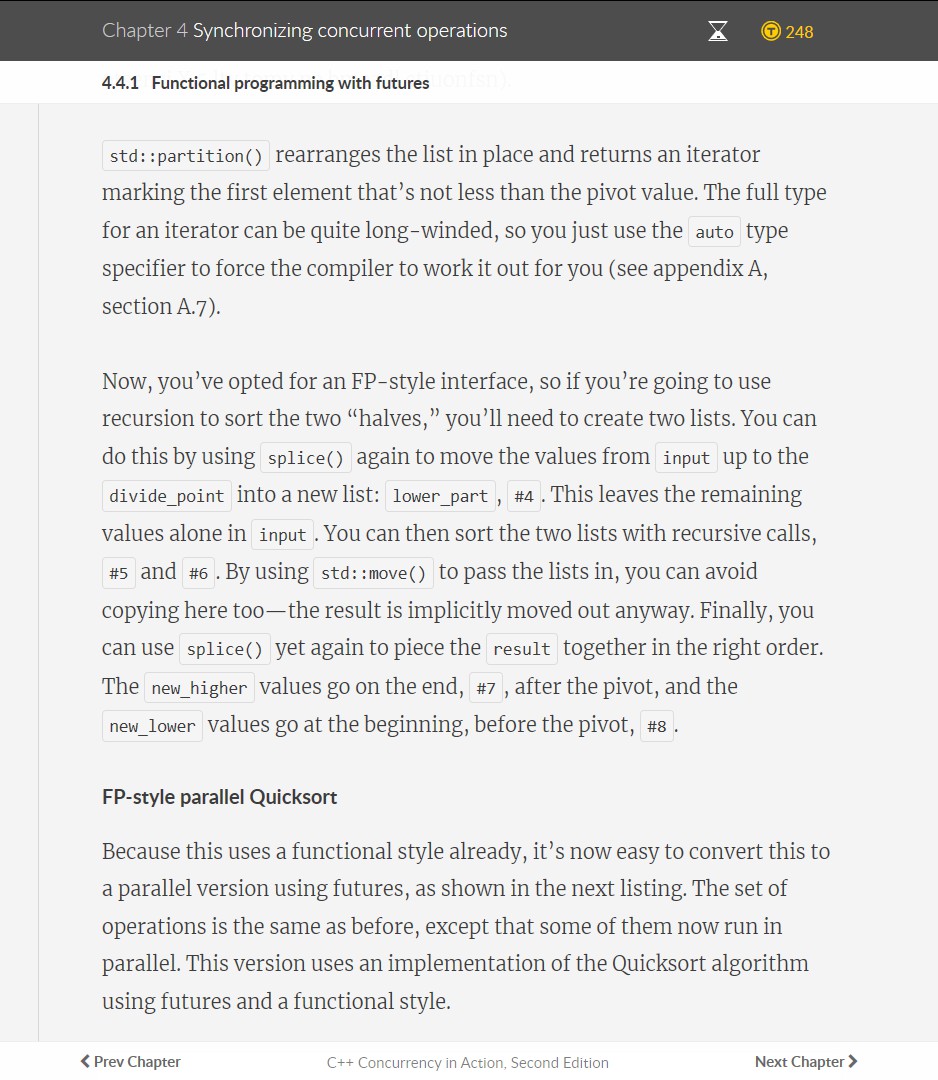 Chapter 4 Synchronizing concurrent operations
248
4.4.1 Functional programming with futures
std::partition() rearranges the list in place and returns an iterator
marking the first element that’s not less than the pivot value. The full type
for an iterator can be quite long-winded, so you just use the auto type
specifier to force the compiler to work it out for you (see appendix A,
section A.7).
Now, you’ve opted for an FP-style interface, so if you’re going to use
recursion to sort the two “halves,” you’ll need to create two lists. You can
do this by using splice() again to move the values from input up to the
divide_point into a new list: lower_part, #4. This leaves the remaining
values alone in input. You can then sort the two lists with recursive calls,
#5 and #6. By using std::move() to pass the lists in, you can avoid
copying here too—the result is implicitly moved out anyway. Finally, you
can use splice() yet again to piece the result together in the right order.
The new_higher values go on the end, #7, after the pivot, and the
new_lower values go at the beginning, before the pivot, #8.
FP-style parallel Quicksort
Because this uses a functional style already, it’s now easy to convert this to
a parallel version using futures, as shown in the next listing. The set of
operations is the same as before, except that some of them now run in
parallel. This version uses an implementation of the Quicksort algorithm
using futures and a functional style.
Prev Chapter C++ Concurrency in Action, Second Edition Next Chapter